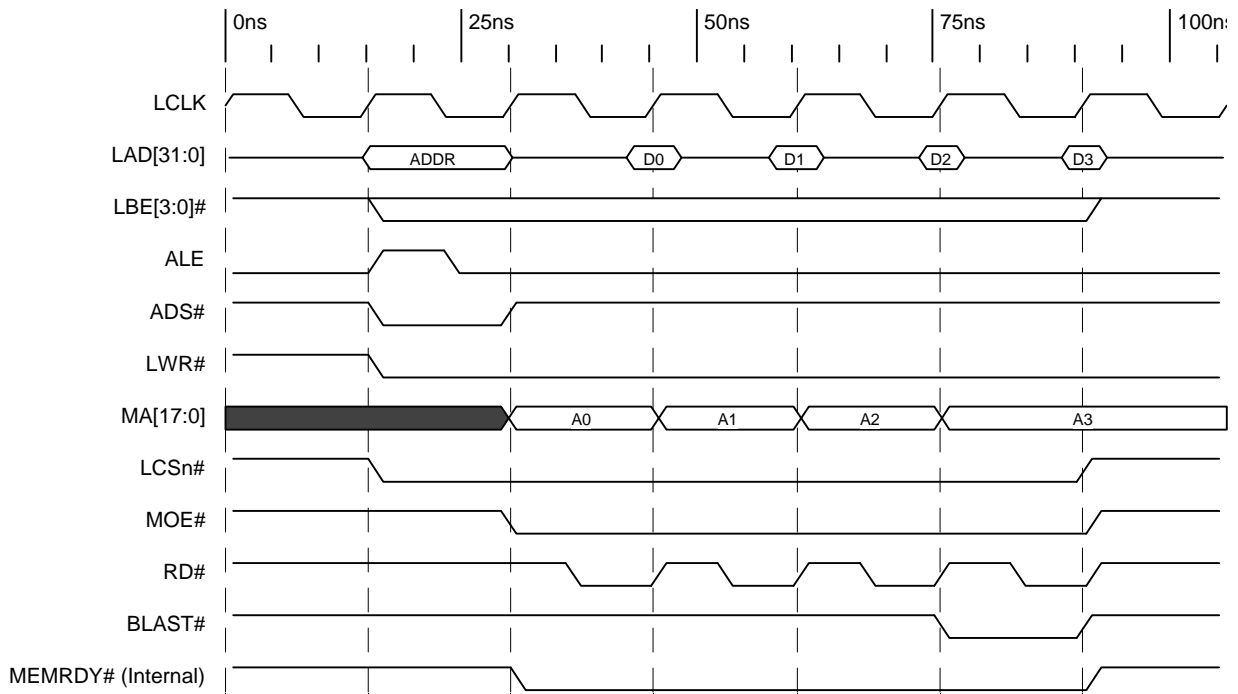 0ns 25ns 50ns 75ns 100ns
LCLK
LAD[31:0] ADDR D0 D1 D2 D3
LBE[3:0]#
ALE
ADS#
LWR#
MA[17:0] A0 A1 A2 A3
LCSn#
MOE#
RD#
BLAST#
MEMRDY# (Internal)